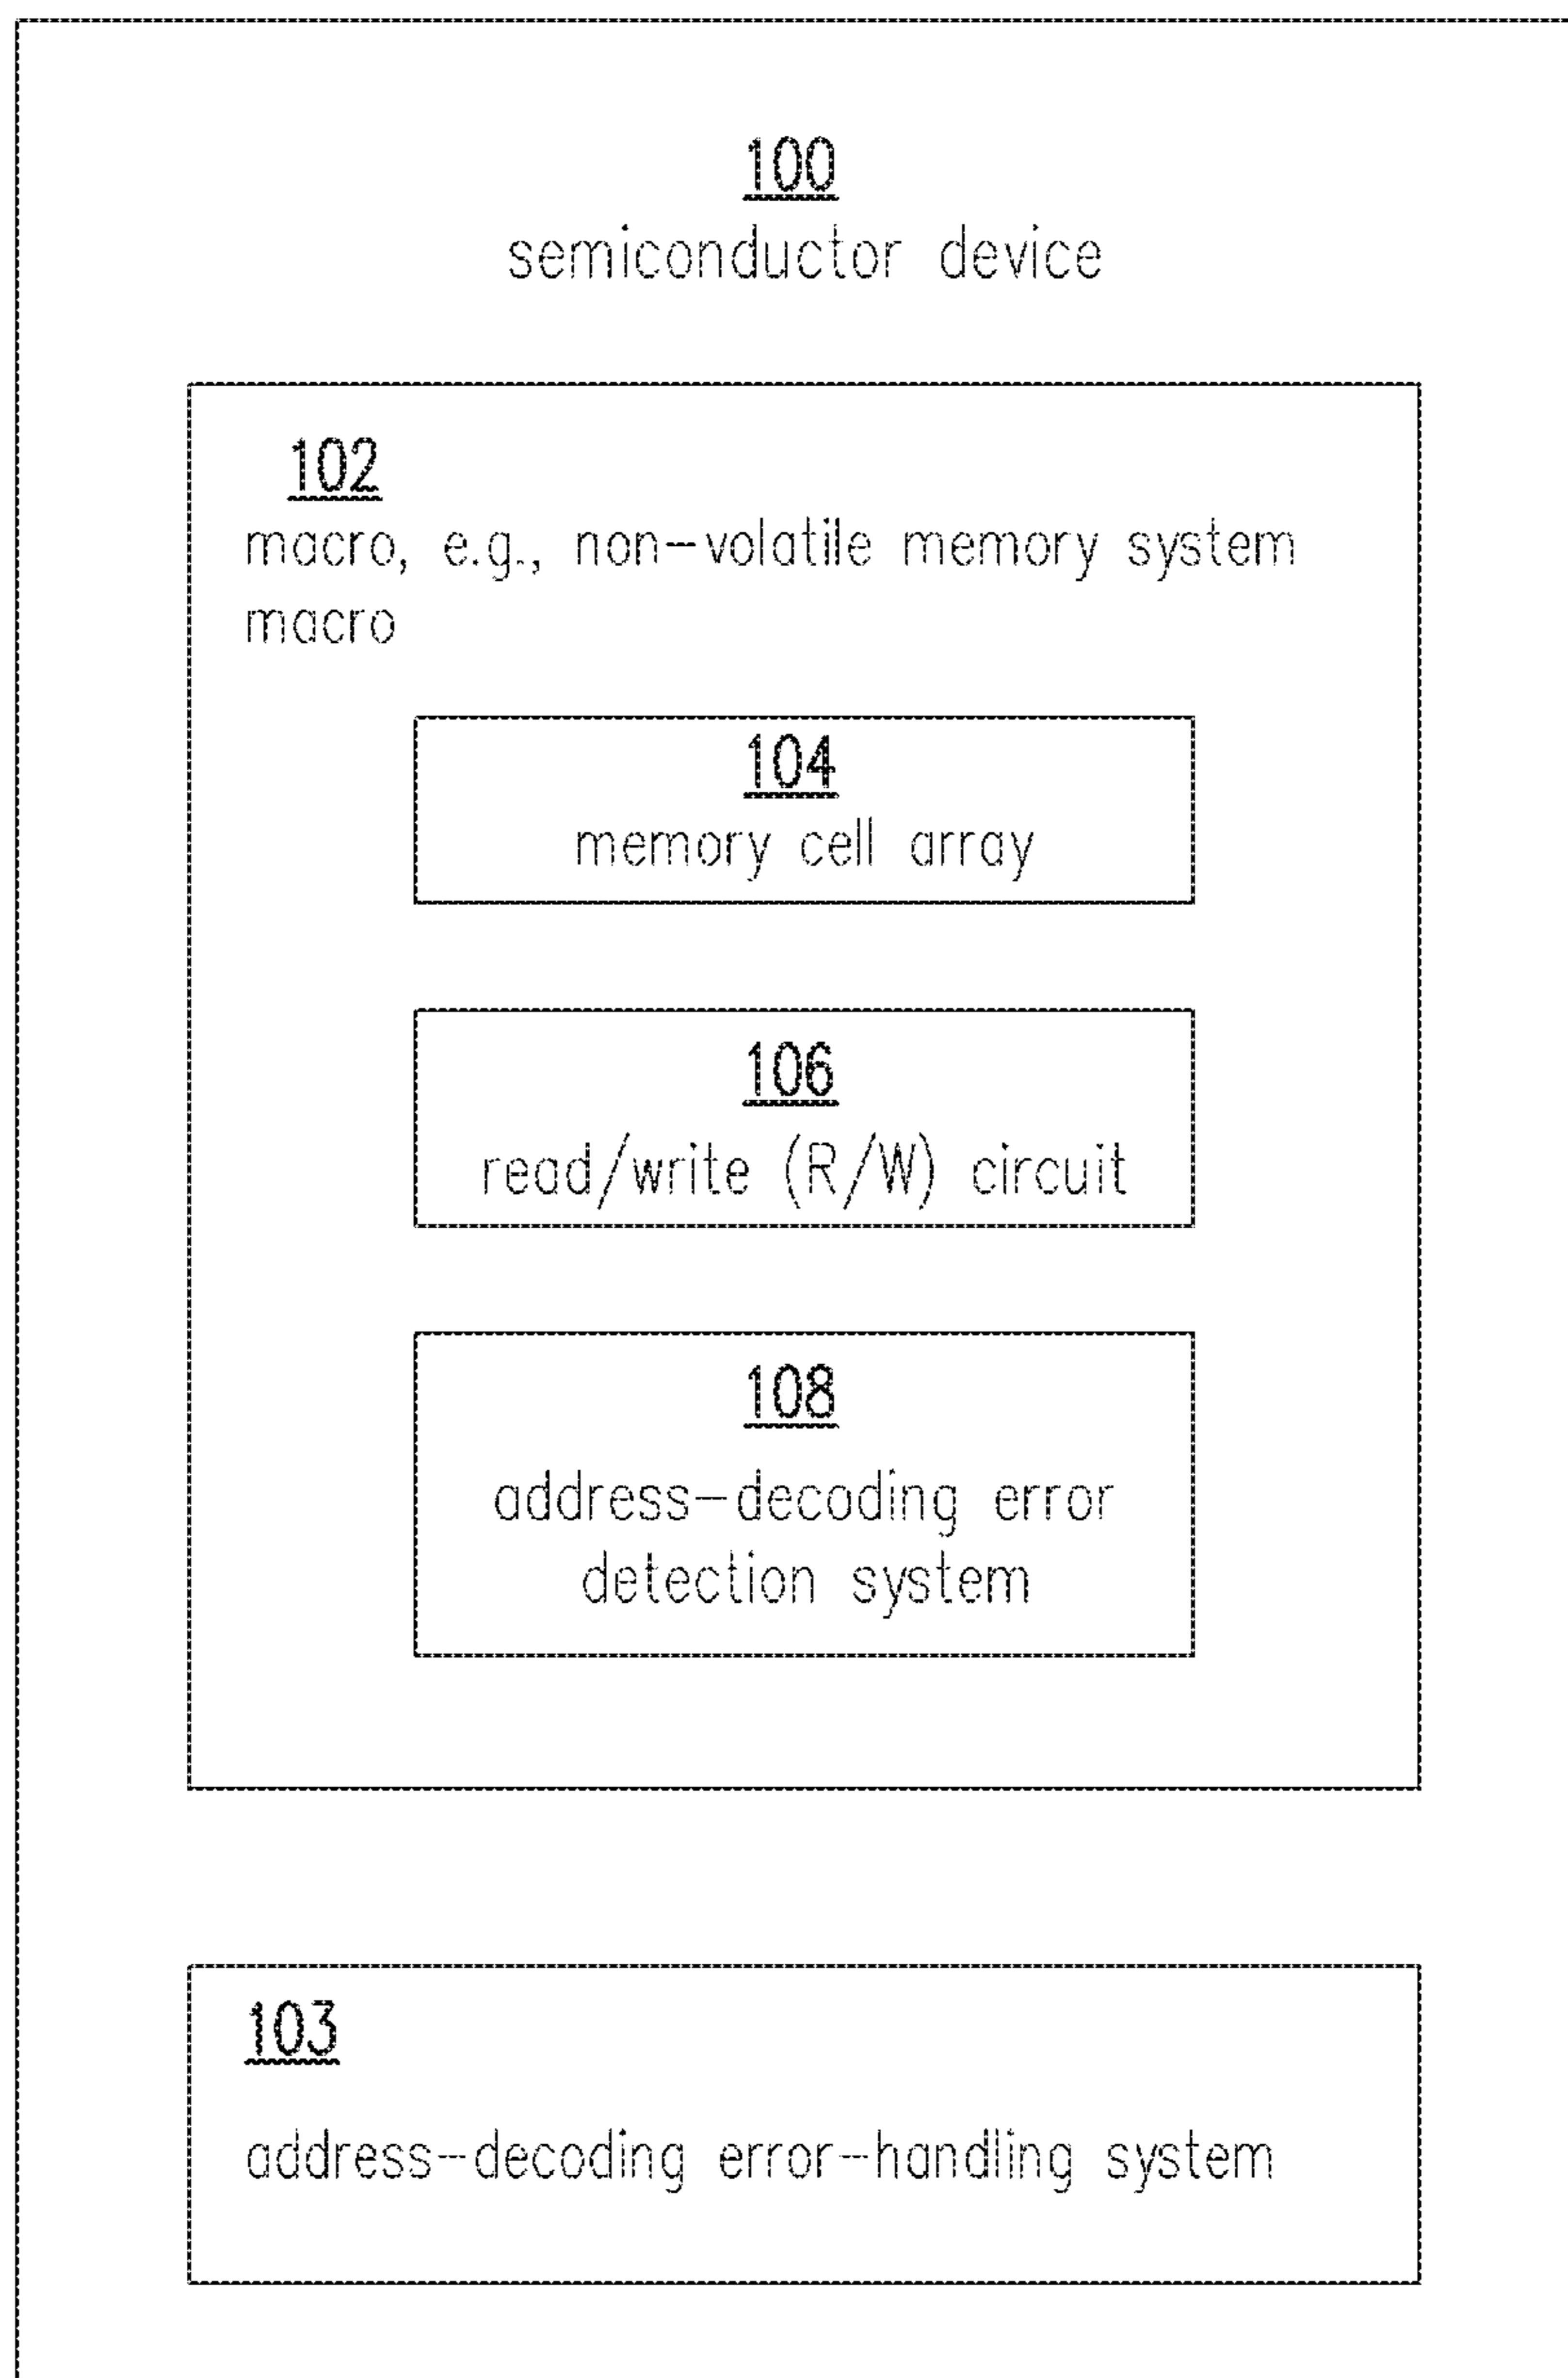 100
semiconductor device
102
macro, e.g., non-volatile memory system
macro
104
memory cell array
106
read/write (R/W) circuit
108
address-decoding error
detection system
103
address-decoding error-handling system